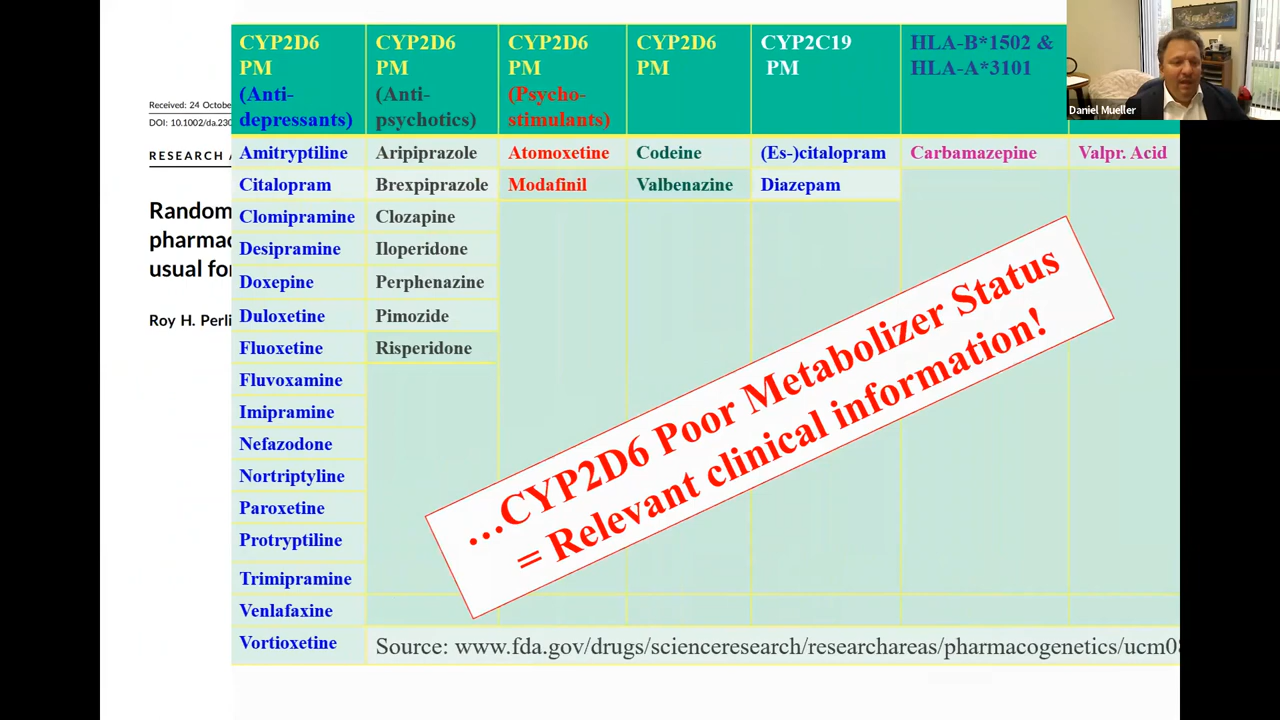 Received: 24 Octobe
DOI: 10.1002/da.230
RESEARCH A
Random
pharmac
usual for
Roy H. Perli
CYP2D6
PM
(Anti-
depressants)
CYP2D6
PM
(Anti-
psychotics)
CYP2D6
PM
(Psycho-
stimulants)
CYP2D6
PM
CYP2C19
PM
HLA-B*1502 &
HLA-A*3101
Daniel Mueller
Amitryptiline Aripiprazole Atomoxetine Codeine (Es-)citalopram Carbamazepine Valpr. Acid
Citalopram Brexpiprazole Modafinil Valbenazine Diazepam
Clomipramine Clozapine
Desipramine Iloperidone
Doxepine Perphenazine
Duloxetine Pimozide
Fluoxetine Risperidone
Fluvoxamine
Imipramine
Nefazodone
Nortriptyline
Paroxetine
Protryptiline
Trimipramine
Venlafaxine
Vortioxetine
...CYP2D6 Poor Metabolizer Status
= Relevant clinical information!
Source: www.fda.gov/drugs/scienceresearch/researchareas/pharmacogenetics/ucm08